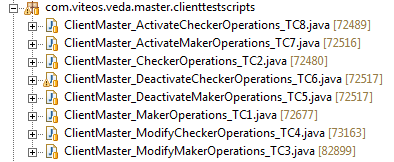 com.viteos.veda.master.clienttestscripts
ClientMaster_ActivateCheckerOperations_TC8.java [72489]
ClientMaster_ActivateMakerOperations_TC7.java [72516]
ClientMaster_CheckerOperations_TC2.java [72480]
ClientMaster_DeactivateCheckerOperations_TC6.java [72517]
ClientMaster_DeactivateMakerOperations_TC5.java [72517]
ClientMaster_MakerOperations_TC1.java [72677]
ClientMaster_ModifyCheckerOperations_TC4.java [73163]
ClientMaster_ModifyMakerOperations_TC3.java [82899]